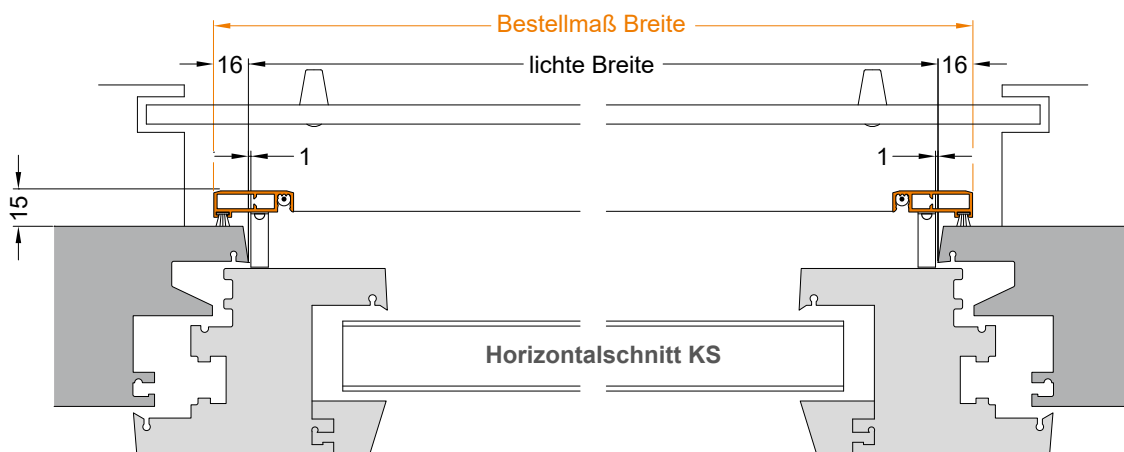 Bestellmaß Breite
16 lichte Breite 16
1 1
15
Horizontalschnitt KS